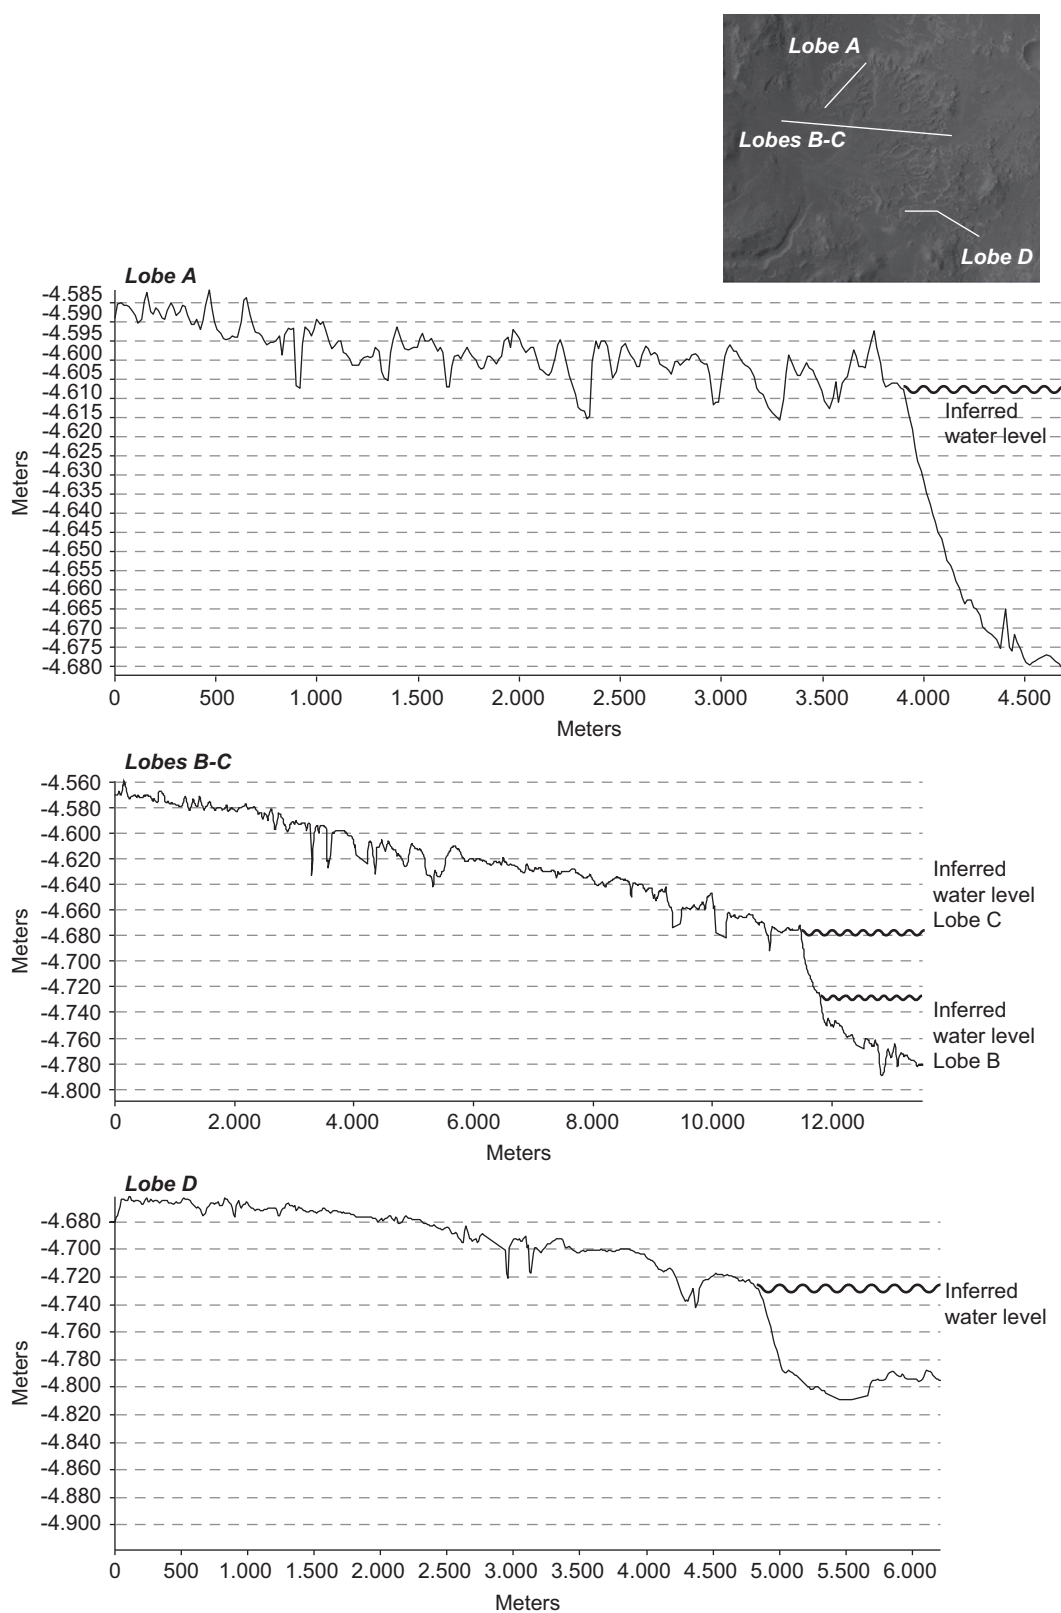 Lobe A
Lobes B-C
Lobe D
Lobe A
-4.585
-4.590
-4.595
-4.600
-4.605
-4.610
-4.615
-4.620
-4.625
-4.630
-4.635
-4.640
-4.645
-4.650
-4.655
-4.660
-4.665
-4.670
-4.675
-4.680
Meters
Inferred
water level
0 500 1.000 1.500 2.000 2.500 3.000 3.500 4.000 4.500
Meters
Lobes B-C
-4.560
-4.580
-4.600
-4.620
-4.640
-4.660
-4.680
-4.700
-4.720
-4.740
-4.760
-4.780
-4.800
Meters
Inferred
water level
Lobe C
Inferred
water level
Lobe B
0 2.000 4.000 6.000 8.000 10.000 12.000
Meters
Lobe D
-4.680
-4.700
-4.720
-4.740
-4.760
-4.780
-4.800
-4.820
-4.840
-4.860
-4.880
-4.900
Meters
Inferred
water level
0 500 1.000 1.500 2.000 2.500 3.000 3.500 4.000 4.500 5.000 5.500 6.000
Meters